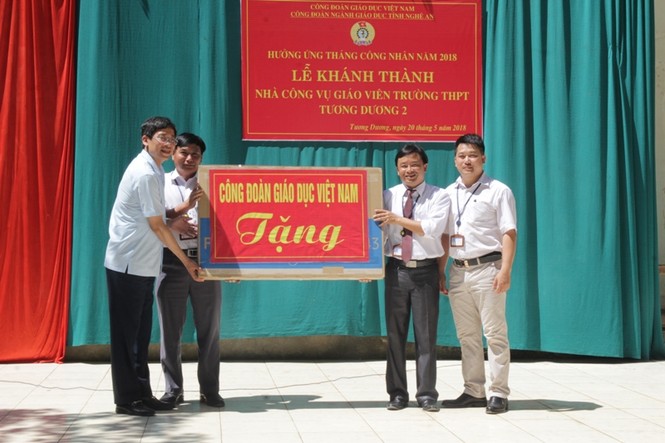 CÔNG ĐOÀN GIÁO DỤC VIỆT NAM
CÔNG ĐOÀN NGÀNH GIÁO DỤC TỈNH NGHỆ AN
HƯỞNG ỨNG THÁNG CÔNG NHÂN NĂM 2018
LỄ KHÁNH THÀNH
NHÀ CÔNG VỤ GIÁO VIÊN TRƯỜNG THPT
TƯƠNG DƯƠNG 2
Tương Dương, ngày 20 tháng 5 năm 2018
CÔNG ĐOÀN GIÁO DỤC VIỆT NAM
Tặng